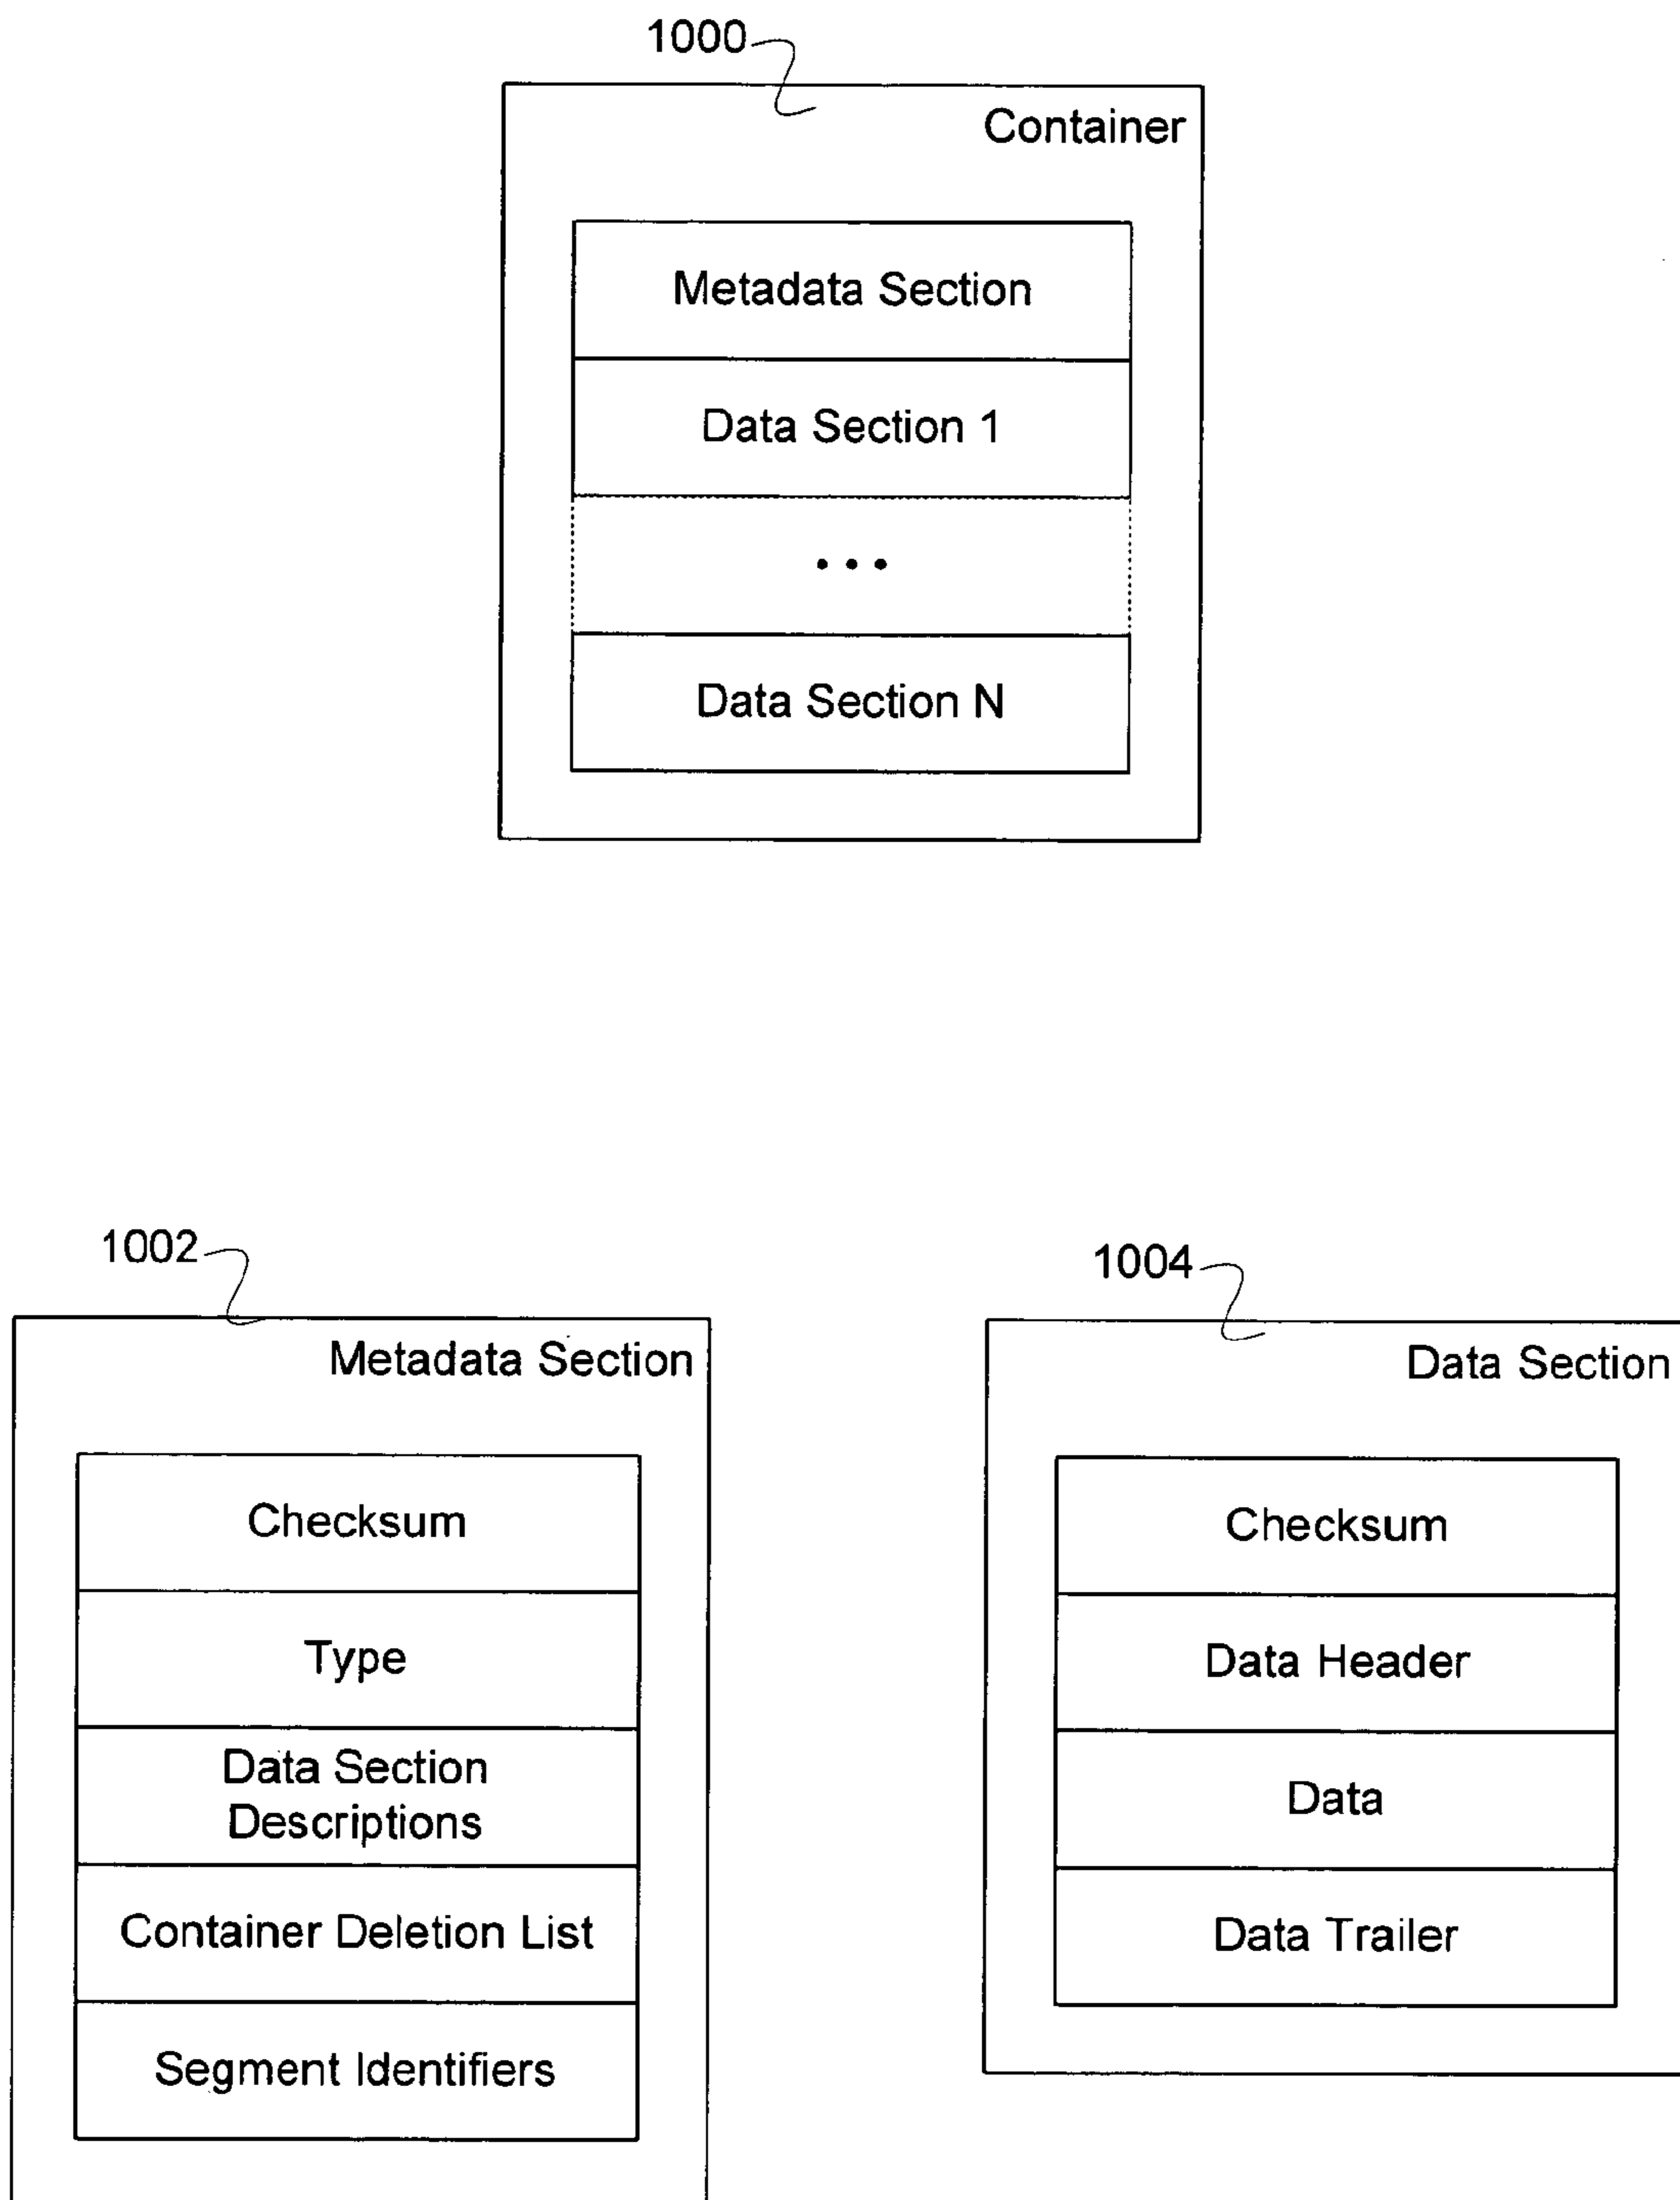 1000
Container
Metadata Section
Data Section 1
...
Data Section N
1002
Metadata Section
Checksum
Type
Data Section
Descriptions
Container Deletion List
Segment Identifiers
1004
Data Section
Checksum
Data Header
Data
Data Trailer